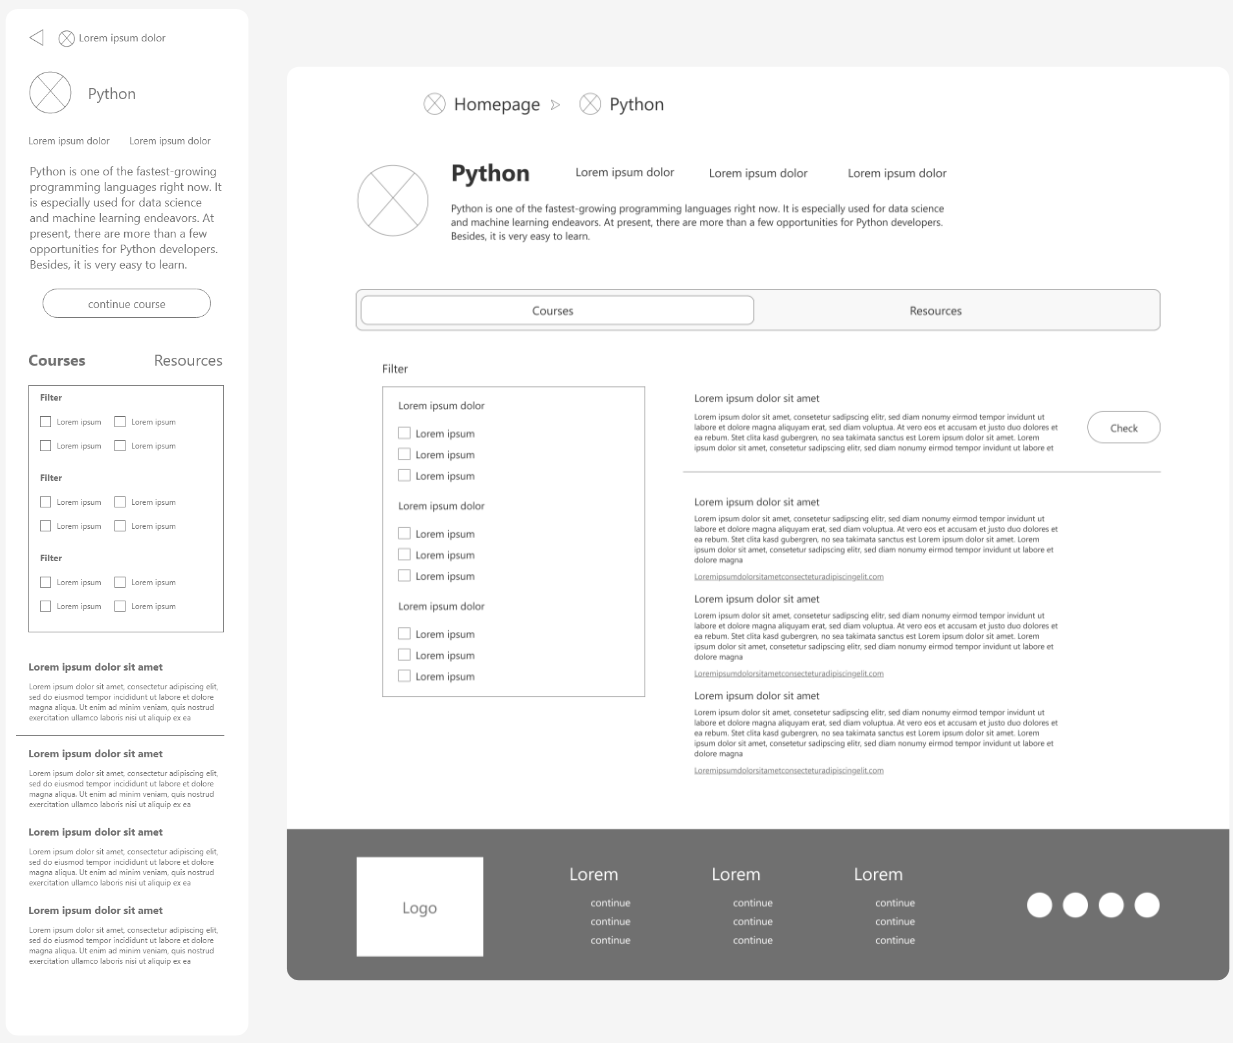 Lorem ipsum dolor
Python
Lorem ipsum dolor Lorem ipsum dolor
Python is one of the fastest-growing
programming languages right now. It
is especially used for data science
and machine learning endeavors. At
present, there are more than a few
opportunities for Python developers.
Besides, it is very easy to learn.
continue course
Courses Resources
Filter
Lorem ipsum Lorem ipsum
Lorem ipsum Lorem ipsum
Filter
Lorem ipsum Lorem ipsum
Lorem ipsum Lorem ipsum
Filter
Lorem ipsum Lorem ipsum
Lorem ipsum Lorem ipsum
Lorem ipsum dolor sit amet
Lorem ipsum dolor sit amet, consectetur adipiscing elit,
sed do eiusmod tempor incididunt ut labore et dolore
magna aliqua. Ut enim ad minim veniam, quis nostrud
exercitation ullamco laboris nisi ut aliquip ex ea
Lorem ipsum dolor sit amet
Lorem ipsum dolor sit amet, consectetur adipiscing elit,
sed do eiusmod tempor incididunt ut labore et dolore
magna aliqua. Ut enim ad minim veniam, quis nostrud
exercitation ullamco laboris nisi ut aliquip ex ea
Lorem ipsum dolor sit amet
Lorem ipsum dolor sit amet, consectetur adipiscing elit,
sed do eiusmod tempor incididunt ut labore et dolore
magna aliqua. Ut enim ad minim veniam, quis nostrud
exercitation ullamco laboris nisi ut aliquip ex ea
Lorem ipsum dolor sit amet
Lorem ipsum dolor sit amet, consectetur adipiscing elit,
sed do eiusmod tempor incididunt ut labore et dolore
magna aliqua. Ut enim ad minim veniam, quis nostrud
exercitation ullamco laboris nisi ut aliquip ex ea
Homepage Python
Python Lorem ipsum dolor Lorem ipsum dolor Lorem ipsum dolor
Python is one of the fastest-growing programming languages right now. It is especially used for data science
and machine learning endeavors. At present, there are more than a few opportunities for Python developers.
Besides, it is very easy to learn.
Courses Resources
Filter
Lorem ipsum dolor
Lorem ipsum
Lorem ipsum
Lorem ipsum
Lorem ipsum dolor
Lorem ipsum
Lorem ipsum
Lorem ipsum
Lorem ipsum dolor
Lorem ipsum
Lorem ipsum
Lorem ipsum
Lorem ipsum dolor sit amet
Lorem ipsum dolor sit amet, consetetur sadipscing elitr, sed diam nonumy eirmod tempor invidunt ut
labore et dolore magna aliquyam erat, sed diam voluptua. At vero eos et accusam et justo duo dolores et
ea rebum. Stet clita kasd gubergren, no sea takimata sanctus est Lorem ipsum dolor sit amet. Lorem
ipsum dolor sit amet, consetetur sadipscing elitr, sed diam nonumy eirmod tempor invidunt ut labore et
Check
Lorem ipsum dolor sit amet
Lorem ipsum dolor sit amet, consetetur sadipscing elitr, sed diam nonumy eirmod tempor invidunt ut
labore et dolore magna aliquyam erat, sed diam voluptua. At vero eos et accusam et justo duo dolores et
ea rebum. Stet clita kasd gubergren, no sea takimata sanctus est Lorem ipsum dolor sit amet. Lorem
ipsum dolor sit amet, consetetur sadipscing elitr, sed diam nonumy eirmod tempor invidunt ut labore et
dolore magna
Loremipsumdolorsitametconsecteturadipiscingelit.com
Lorem ipsum dolor sit amet
Lorem ipsum dolor sit amet, consetetur sadipscing elitr, sed diam nonumy eirmod tempor invidunt ut
labore et dolore magna aliquyam erat, sed diam voluptua. At vero eos et accusam et justo duo dolores et
ea rebum. Stet clita kasd gubergren, no sea takimata sanctus est Lorem ipsum dolor sit amet. Lorem
ipsum dolor sit amet, consetetur sadipscing elitr, sed diam nonumy eirmod tempor invidunt ut labore et
dolore magna
Loremipsumdolorsitametconsecteturadipiscingelit.com
Lorem ipsum dolor sit amet
Lorem ipsum dolor sit amet, consetetur sadipscing elitr, sed diam nonumy eirmod tempor invidunt ut
labore et dolore magna aliquyam erat, sed diam voluptua. At vero eos et accusam et justo duo dolores et
ea rebum. Stet clita kasd gubergren, no sea takimata sanctus est Lorem ipsum dolor sit amet. Lorem
ipsum dolor sit amet, consetetur sadipscing elitr, sed diam nonumy eirmod tempor invidunt ut labore et
dolore magna
Loremipsumdolorsitametconsecteturadipiscingelit.com
Logo
Lorem
continue
continue
continue
Lorem
continue
continue
continue
Lorem
continue
continue
continue